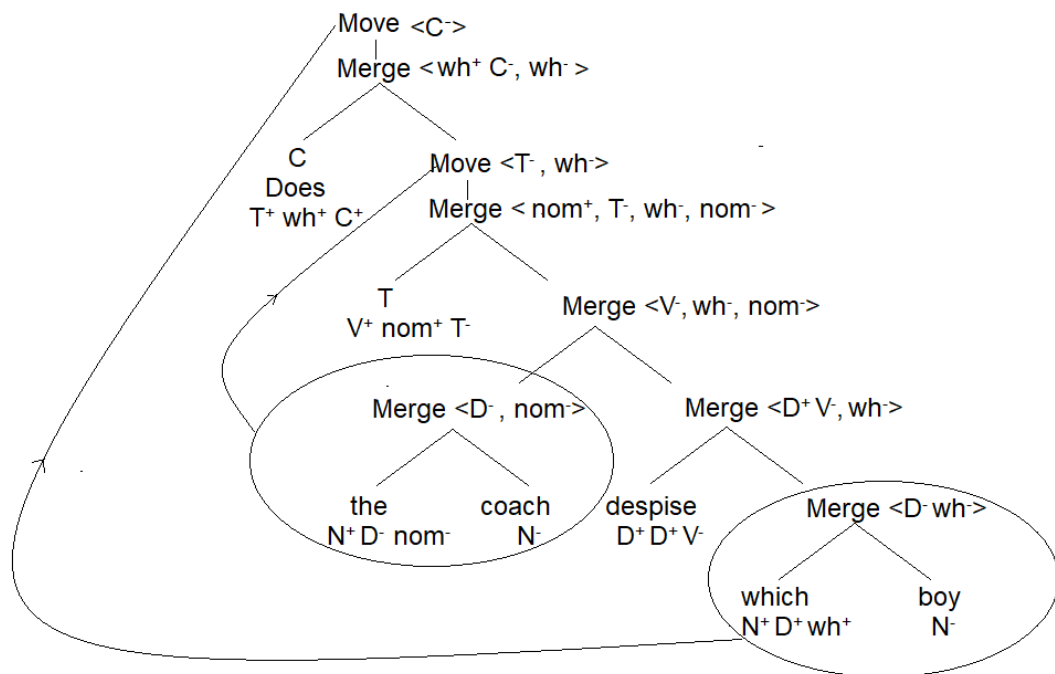 Move <C⁻>
Merge <wh⁺ C⁻, wh⁻>
C
Does
T⁺ wh⁺ C⁺
Move <T⁻, wh⁻>
Merge < nom⁺, T⁻, wh⁻, nom⁻>
T
V⁺ nom⁺ T⁻
Merge <V⁻, wh⁻, nom⁻>
Merge <D⁻, nom⁻>
Merge <D⁺ V⁻, wh⁻>
the coach despise
N⁺ D⁻ nom⁻ N⁻ D⁺ D⁺ V⁻
Merge <D⁻ wh⁻>
which boy
N⁺ D⁺ wh⁺ N⁻